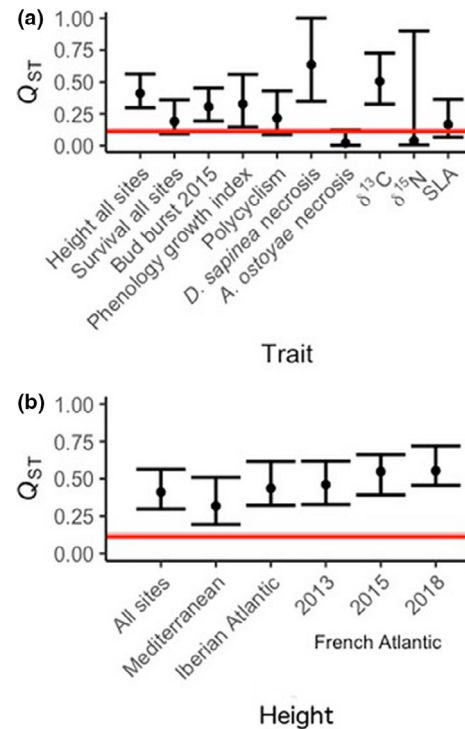 (a)
1.00
0.75
0.50
0.25
0.00
QST
Height all sites
Survival all sites
Bud burst 2015
Phenology growth index
Polycyclism
D. sapinea necrosis
A. ostoyae necrosis
δ13C
δ15N
SLA
Trait
(b)
1.00
0.75
0.50
0.25
0.00
QST
All sites
Mediterranean
Iberian Atlantic
2013
2015
2018
French Atlantic
Height